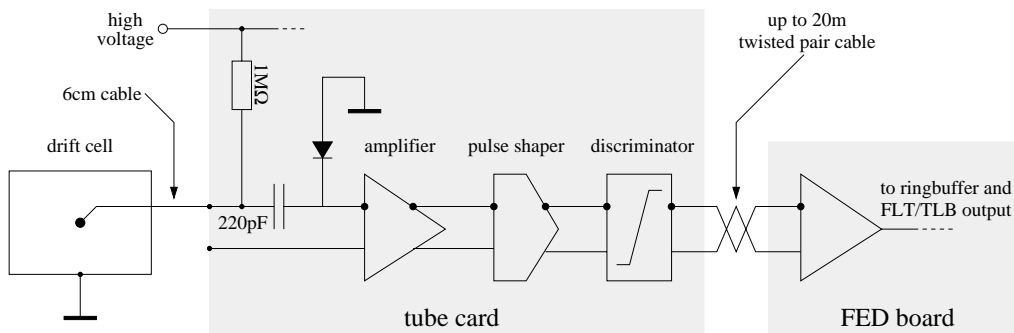 high
voltage
up to 20m
twisted pair cable
1MΩ
6cm cable
drift cell
amplifier
pulse shaper
discriminator
to ringbuffer and
FLT/TLB output
220pF
tube card
FED board